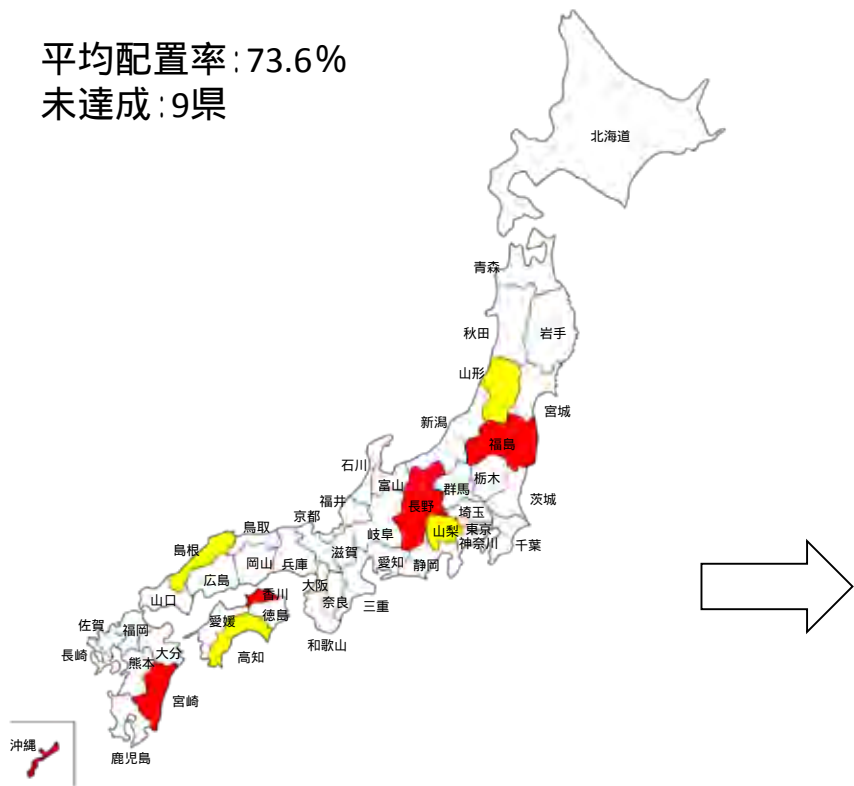 平均配置率:73.6%
未達成:9県
北海道
青森
秋田
岩手
山形
宮城
新潟
福島
石川
富山
群馬
栃木
茨城
長野
福井
埼玉
京都
鳥取
岐阜
山梨
東京
神奈川
千葉
島根
滋賀
愛知
静岡
岡山
兵庫
広島
大阪
奈良
三重
山口
香川
徳島
愛媛
和歌山
佐賀
福岡
高知
長崎
熊本
大分
宮崎
沖縄
鹿児島